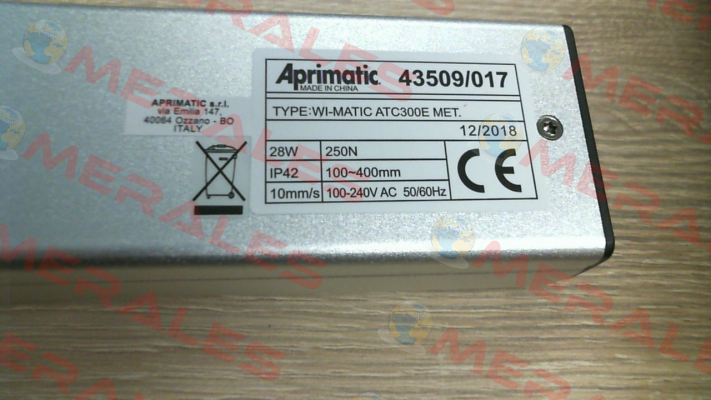 APRIMATIC s.r.l.
via Emilia 147,
40064 Ozzano - BO
ITALY
Aprimatic 43509/017
MADE IN CHINA
TYPE:WI-MATIC ATC300E MET.
12/2018
28W 250N
IP42 100~400mm
10mm/s 100-240V AC 50/60Hz
CE
MERALES
MERALES
MERALES
MERALES
MERALES